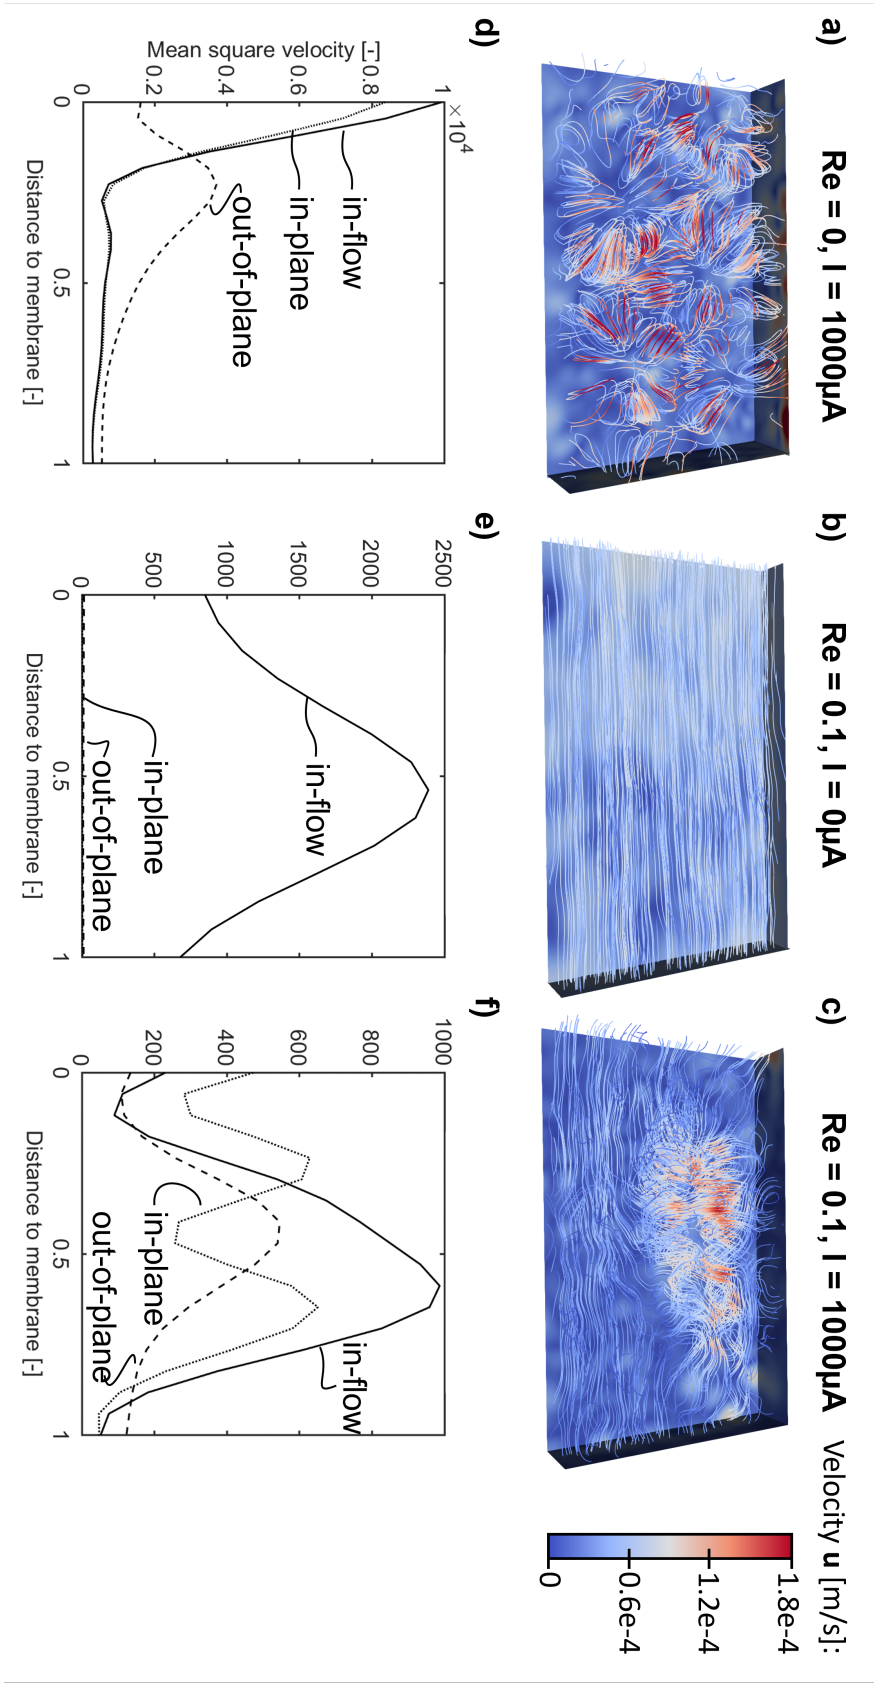 a) Re = 0, I = 1000µA
b) Re = 0.1, I = 0µA
c) Re = 0.1, I = 1000µA
Velocity u [m/s]:
1.8e-4
1.2e-4
0.6e-4
0
d)
×10⁴
1
0.8
0.6
0.4
0.2
0
Mean square velocity [-]
in-flow
in-plane
out-of-plane
0 0.5 1
Distance to membrane [-]
e)
2500
2000
1500
1000
500
0
in-flow
in-plane
out-of-plane
0 0.5 1
Distance to membrane [-]
f)
1000
800
600
400
200
0
in-flow
in-plane
out-of-plane
0 0.5 1
Distance to membrane [-]